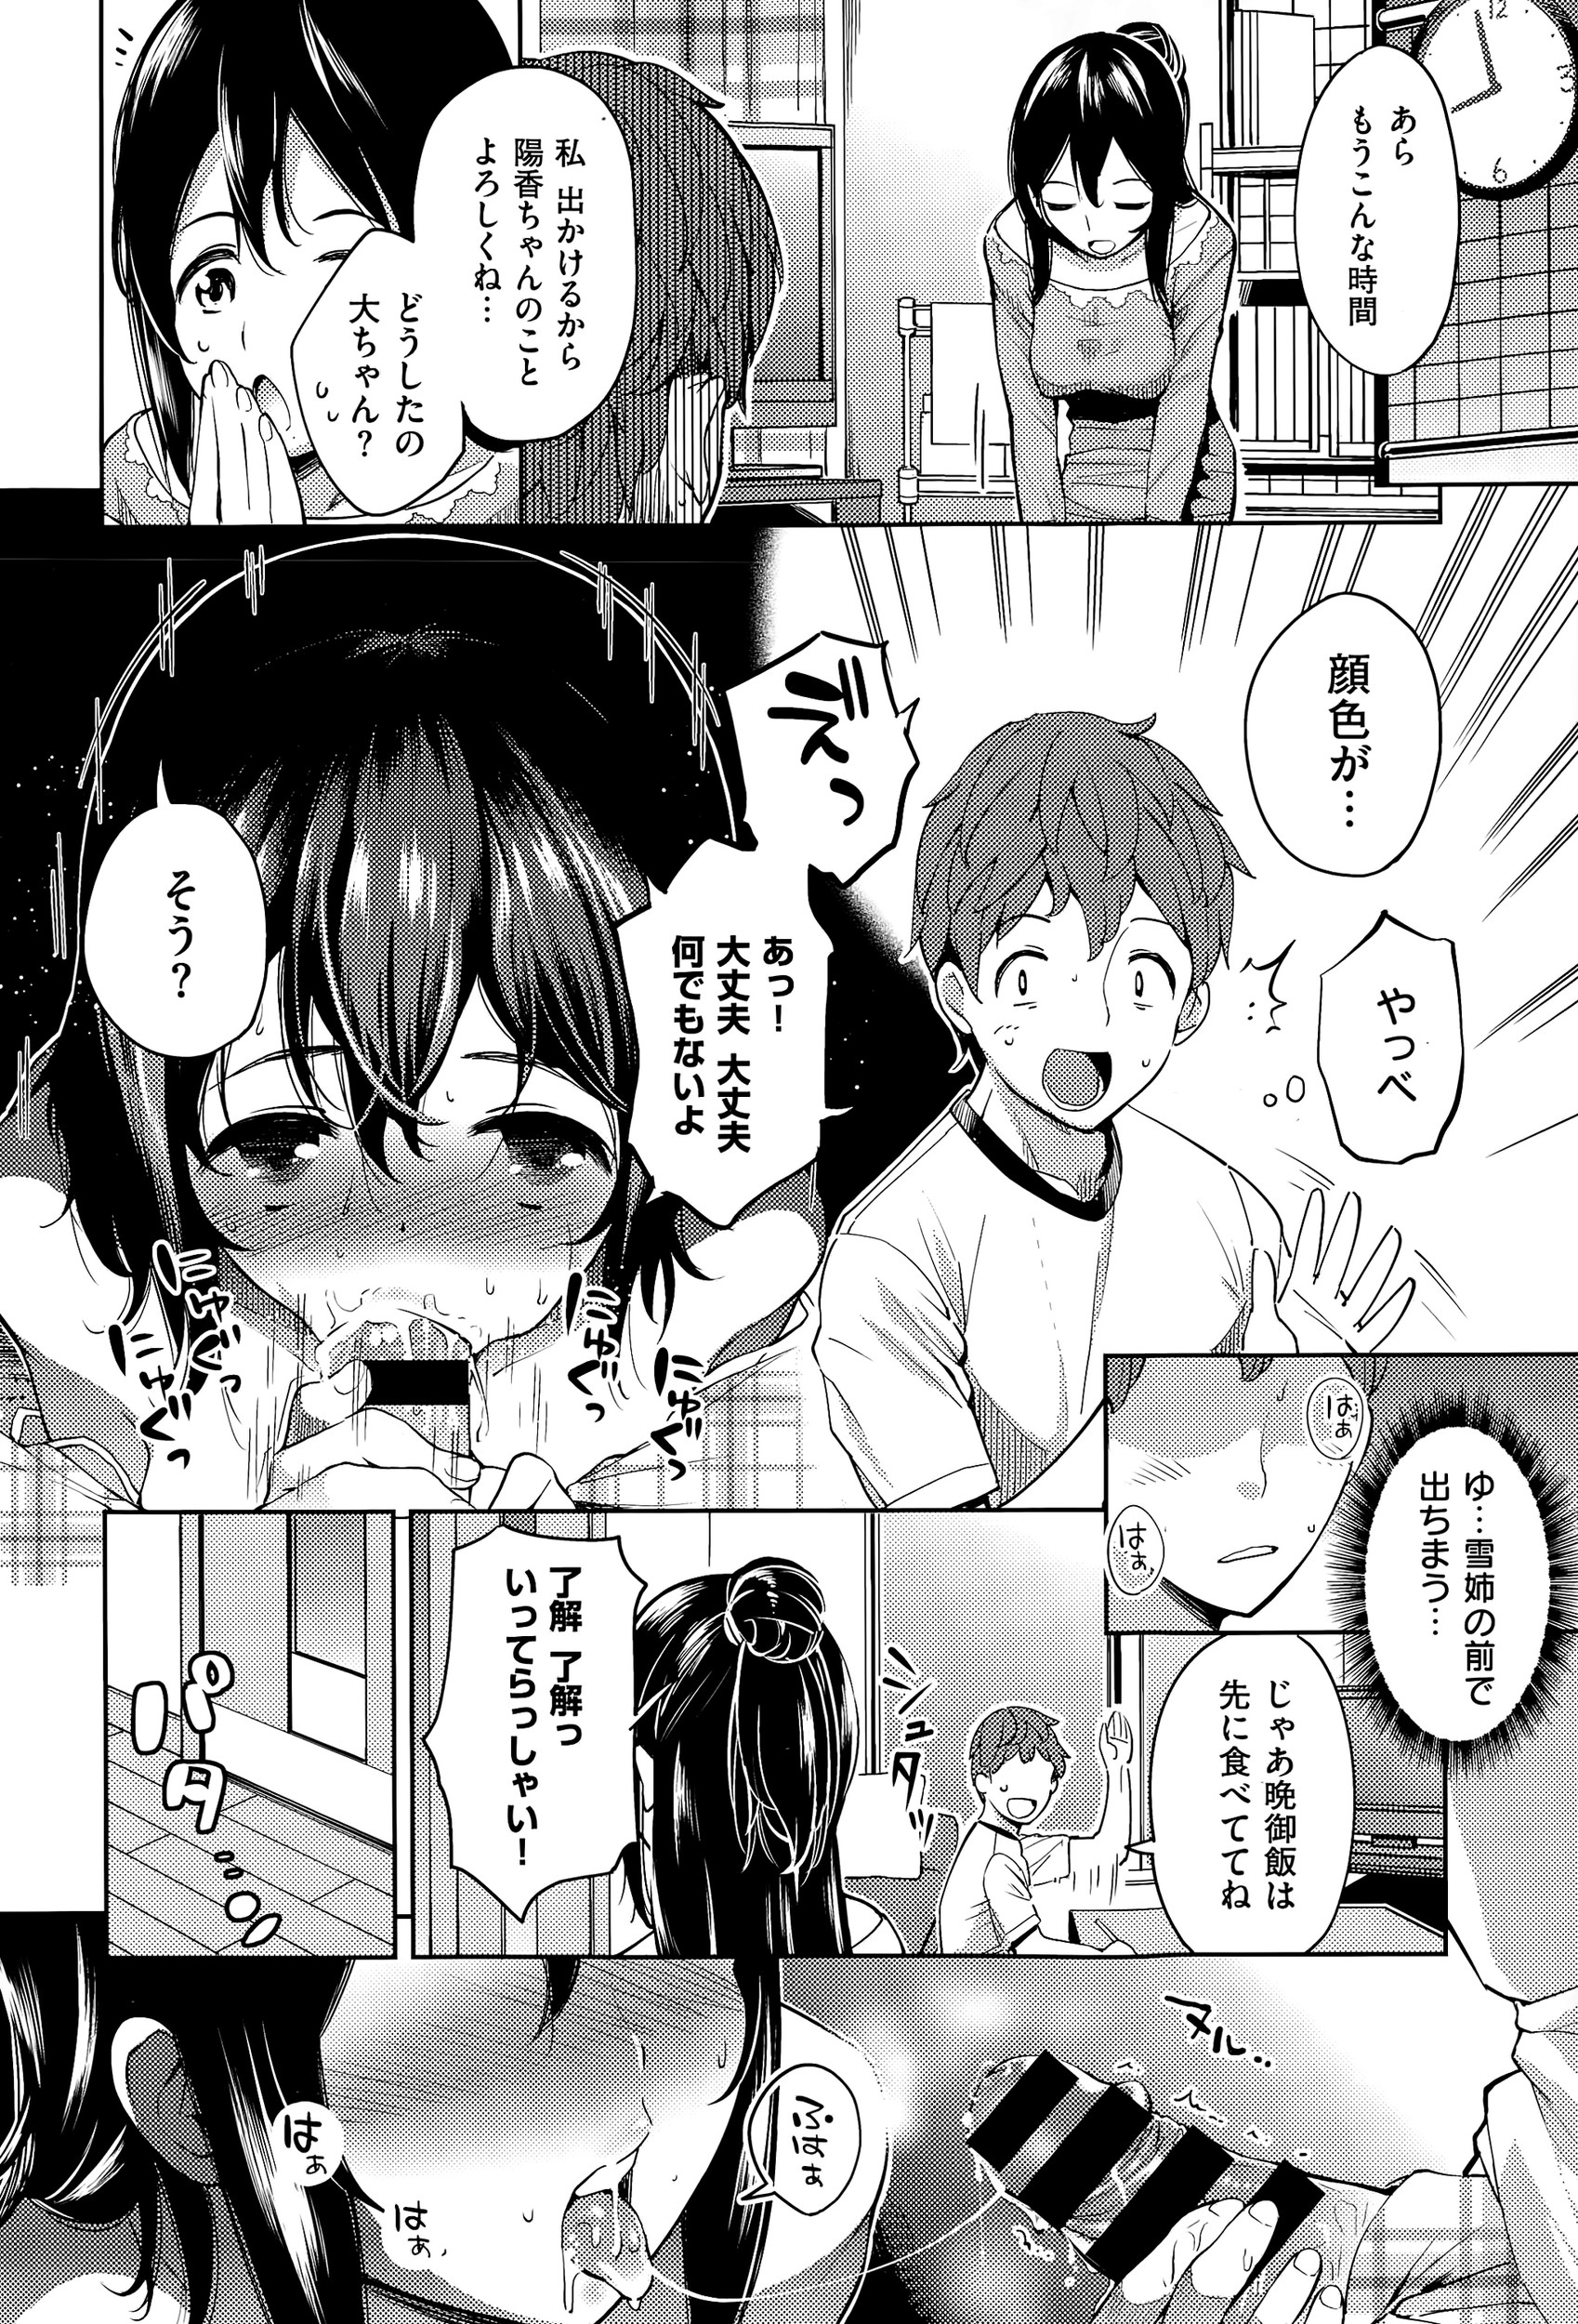 12
3
6
あら
もうこんな時間
私 出かけるから
陽香ちゃんのこと
よろしくね…
どうしたの
大ちゃん?
顔色が…
やっべ
ぎくっ
あっ!
大丈夫 大丈夫
何でもないよ
そう?
にゅぐっ
にゅぐっ
にゅぐっ
にゅぐっ
はぁ
はぁ
ゆ…雪姉の前で
出ちまう…
じゃあ晩御飯は
先に食べててね
シュタッ
了解 了解っ
いってらっしゃい!
パタ…
ヌル‥
ふはぁ
はぁ
はぁ